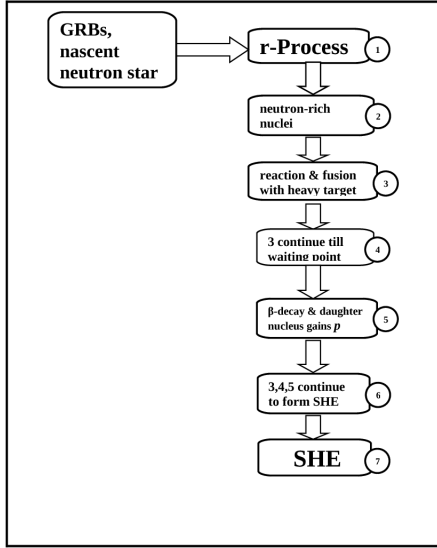 GRBs,
nascent
neutron star
r-Process
1
neutron-rich
nuclei
2
reaction & fusion
with heavy target
3
3 continue till
waiting point
4
β-decay & daughter
nucleus gains p
5
3,4,5 continue
to form SHE
6
SHE
7